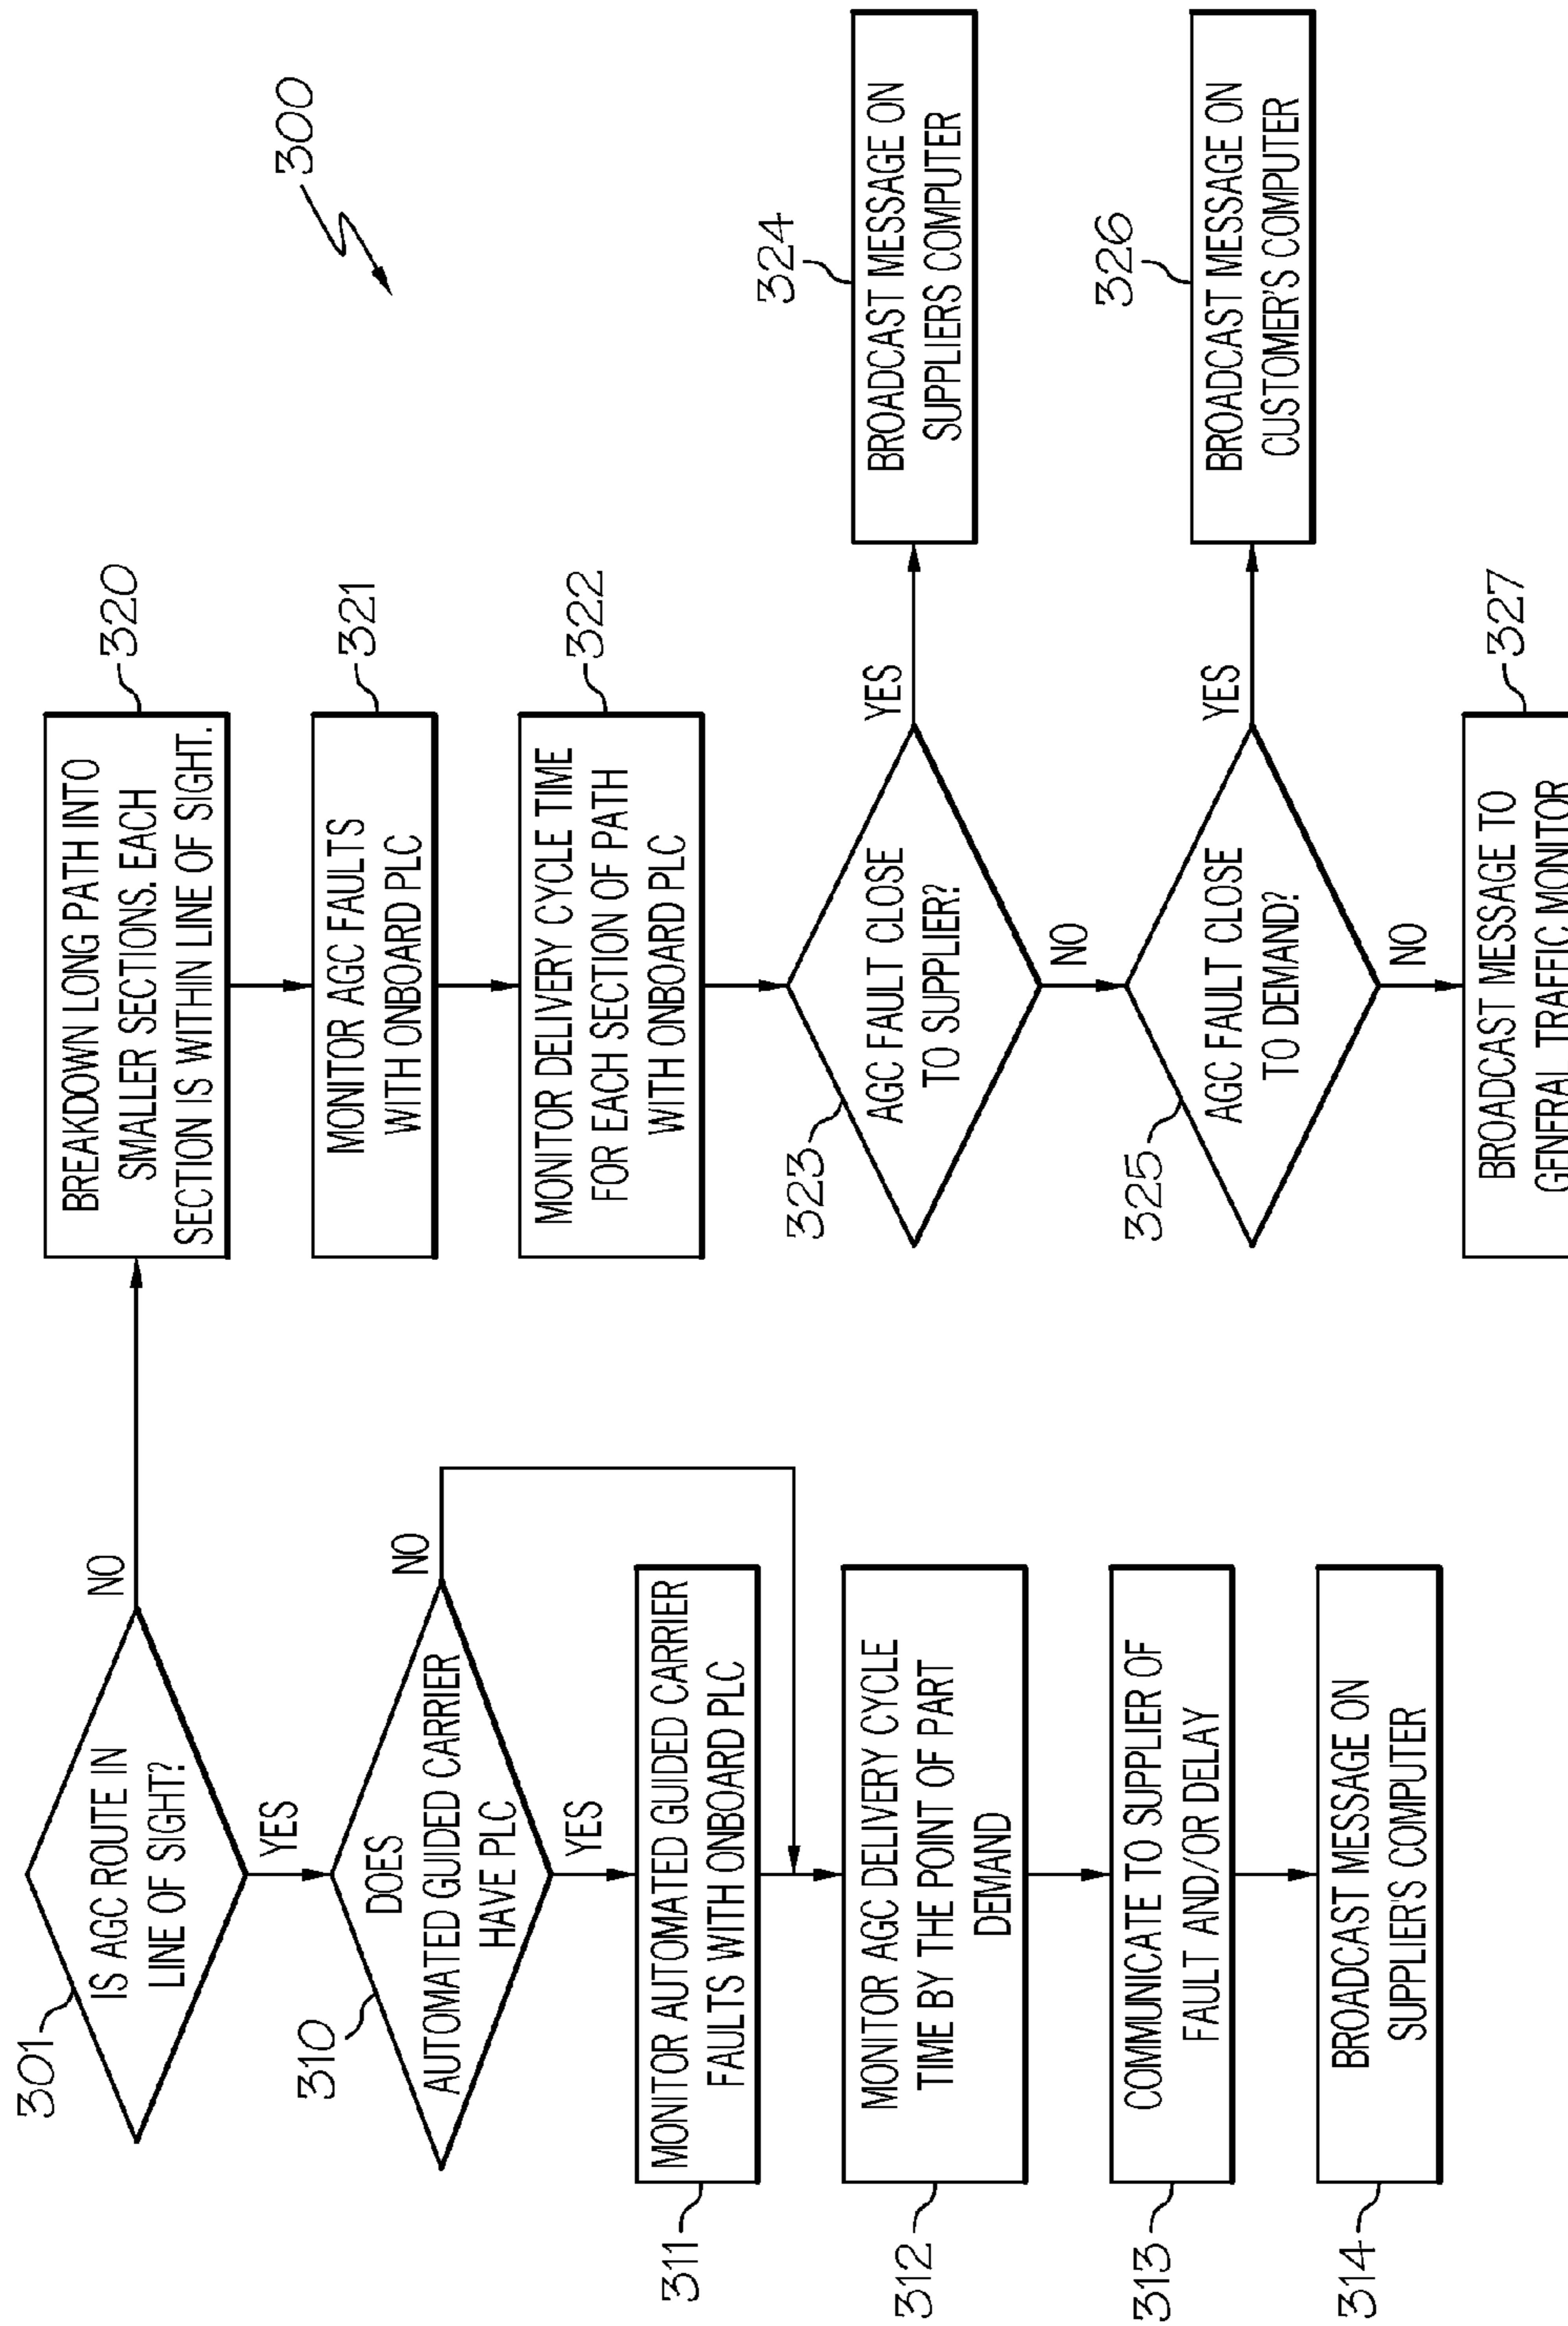 300
301
IS AGC ROUTE IN
LINE OF SIGHT?
NO
YES
310
DOES
AUTOMATED GUIDED CARRIER
HAVE PLC
NO
YES
311
MONITOR AUTOMATED GUIDED CARRIER
FAULTS WITH ONBOARD PLC
312
MONITOR AGC DELIVERY CYCLE
TIME BY THE POINT OF PART
DEMAND
313
COMMUNICATE TO SUPPLIER OF
FAULT AND/OR DELAY
314
BROADCAST MESSAGE ON
SUPPLIER'S COMPUTER
320
BREAKDOWN LONG PATH INTO
SMALLER SECTIONS. EACH
SECTION IS WITHIN LINE OF SIGHT.
321
MONITOR AGC FAULTS
WITH ONBOARD PLC
322
MONITOR DELIVERY CYCLE TIME
FOR EACH SECTION OF PATH
WITH ONBOARD PLC
323
AGC FAULT CLOSE
TO SUPPLIER?
YES
NO
324
BROADCAST MESSAGE ON
SUPPLIERS COMPUTER
325
AGC FAULT CLOSE
TO DEMAND?
YES
NO
326
BROADCAST MESSAGE ON
CUSTOMER'S COMPUTER
327
BROADCAST MESSAGE TO
GENERAL TRAFFIC MONITOR